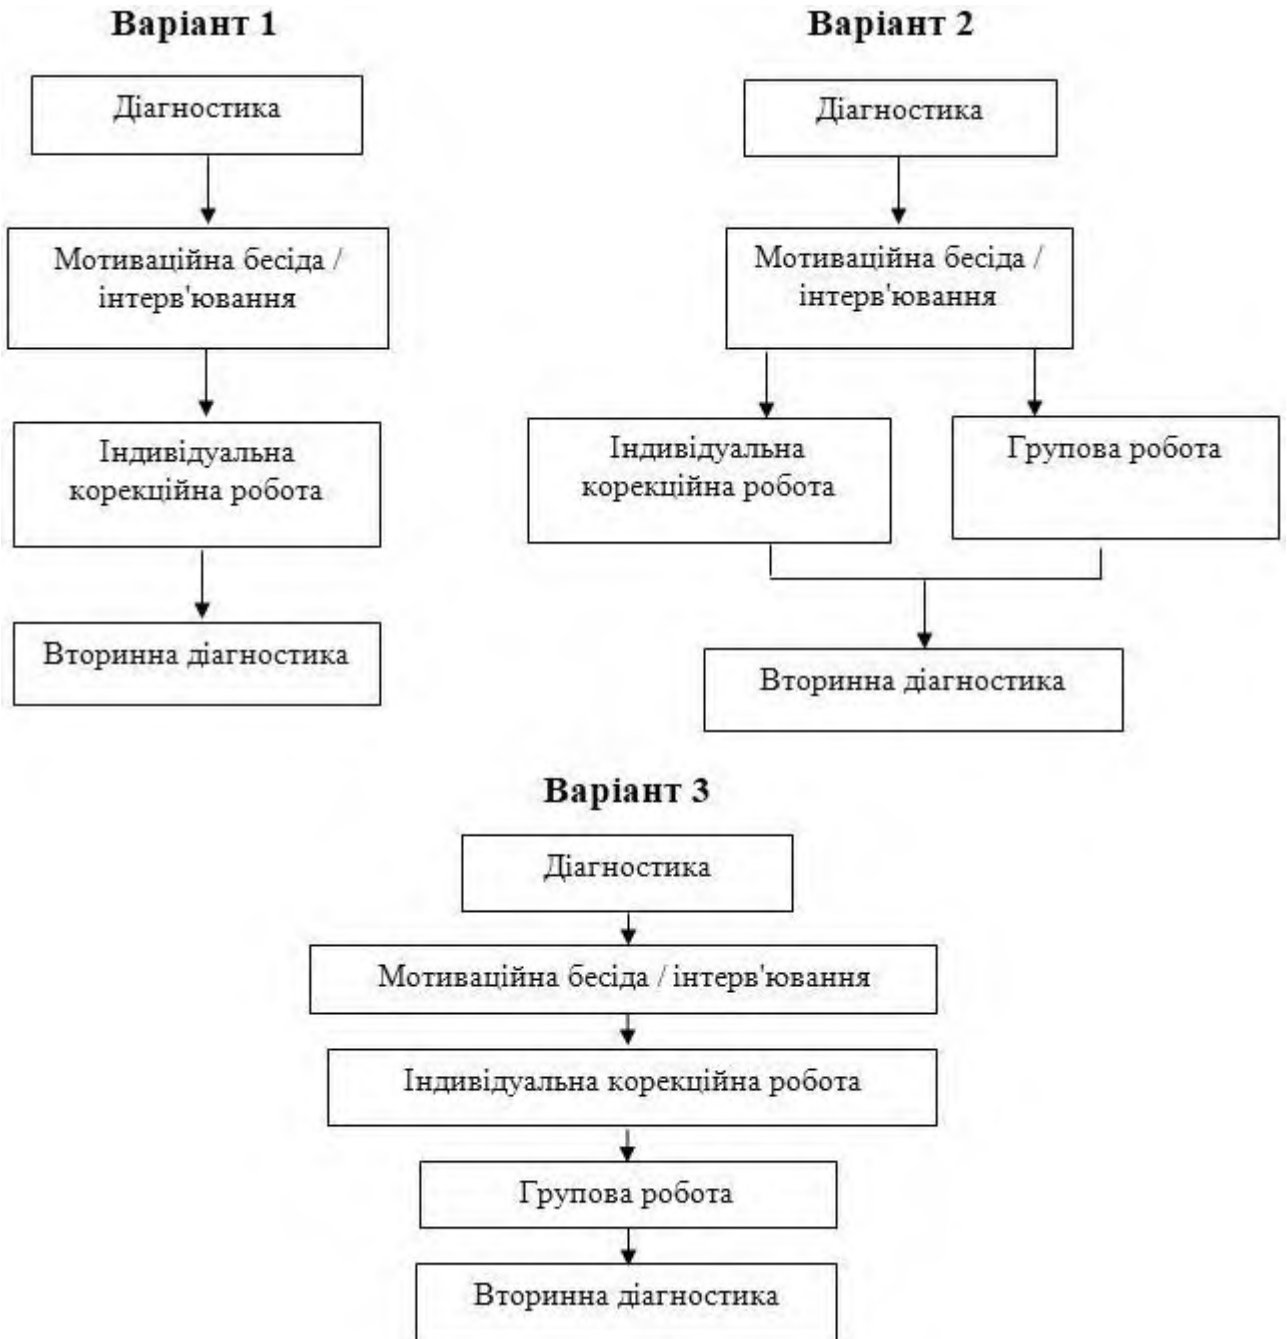 Варіант 1
Діагностика
Мотиваційна бесіда /
інтерв'ювання
Індивідуальна
корекційна робота
Вторинна діагностика
Варіант 2
Діагностика
Мотиваційна бесіда /
інтерв'ювання
Індивідуальна
корекційна робота
Групова робота
Вторинна діагностика
Варіант 3
Діагностика
Мотиваційна бесіда / інтерв'ювання
Індивідуальна корекційна робота
Групова робота
Вторинна діагностика